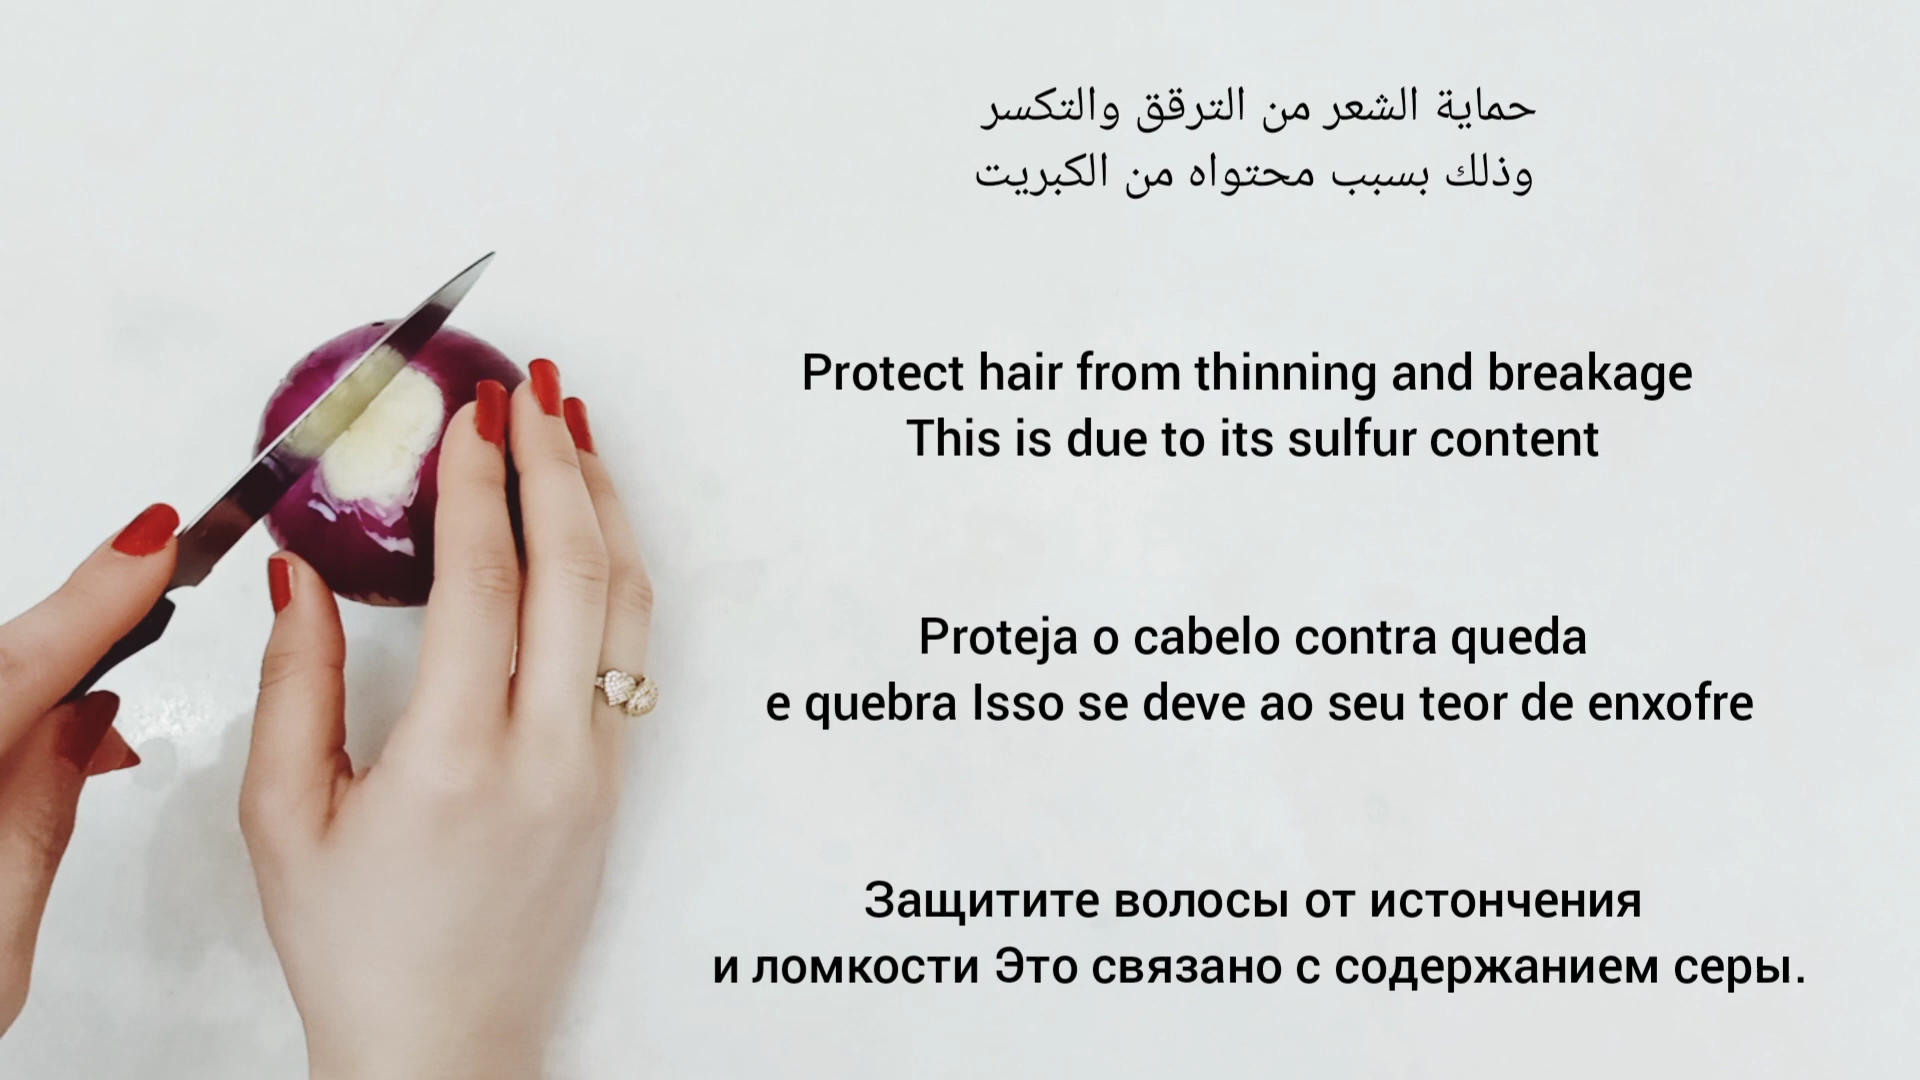 حماية الشعر من الترقق والتكسر
وذلك بسبب محتواه من الكبريت
Protect hair from thinning and breakage
This is due to its sulfur content
Proteja o cabelo contra queda
e quebra Isso se deve ao seu teor de enxofre
Защитите волосы от истончения
и ломкости Это связано с содержанием серы.